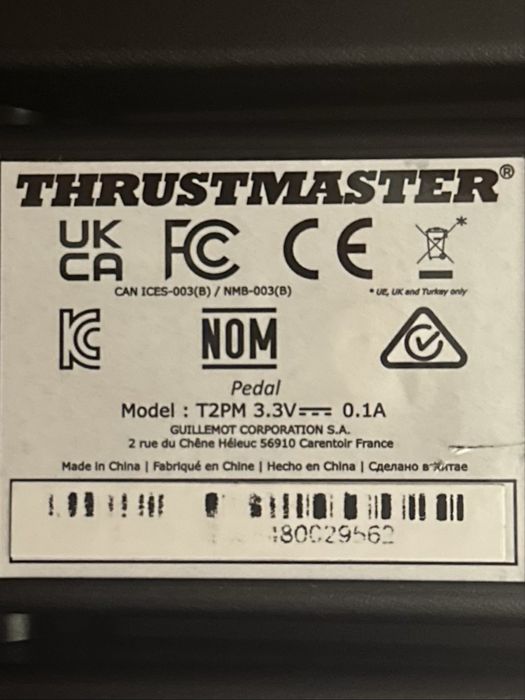 THRUSTMASTER®
UK CA FC CE *
CAN ICES-003(B) / NMB-003(B)
* UE, UK and Turkey only
NOM
Pedal
Model : T2PM 3.3V⎓ 0.1A
GUILLEMOT CORPORATION S.A.
2 rue du Chêne Héleuc 56910 Carentoir France
Made in China | Fabriqué en Chine | Hecho en China | Сделано в Китае